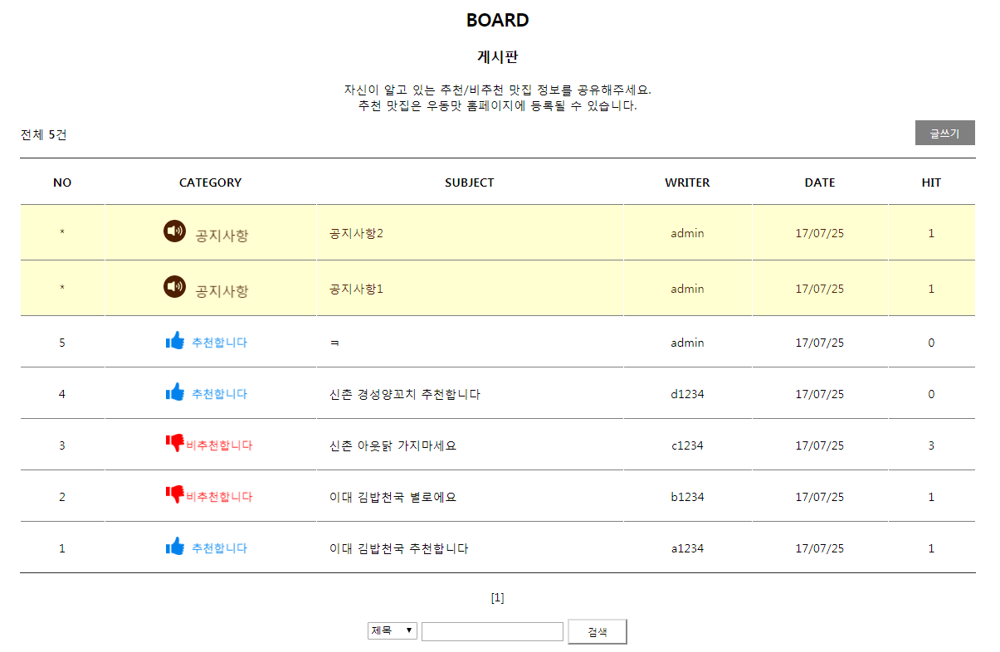 BOARD
게시판
자신이 알고 있는 추천/비추천 맛집 정보를 공유해주세요.
추천 맛집은 우동맛 홈페이지에 등록될 수 있습니다.
전체 5건 글쓰기
NO CATEGORY SUBJECT WRITER DATE HIT
* 공지사항 공지사항2 admin 17/07/25 1
* 공지사항 공지사항1 admin 17/07/25 1
5 추천합니다 ㅋ admin 17/07/25 0
4 추천합니다 신촌 경성양꼬치 추천합니다 d1234 17/07/25 0
3 비추천합니다 신촌 아웃닭 가지마세요 c1234 17/07/25 3
2 비추천합니다 이대 김밥천국 별로에요 b1234 17/07/25 1
1 추천합니다 이대 김밥천국 추천합니다 a1234 17/07/25 1
[1]
제목 검색